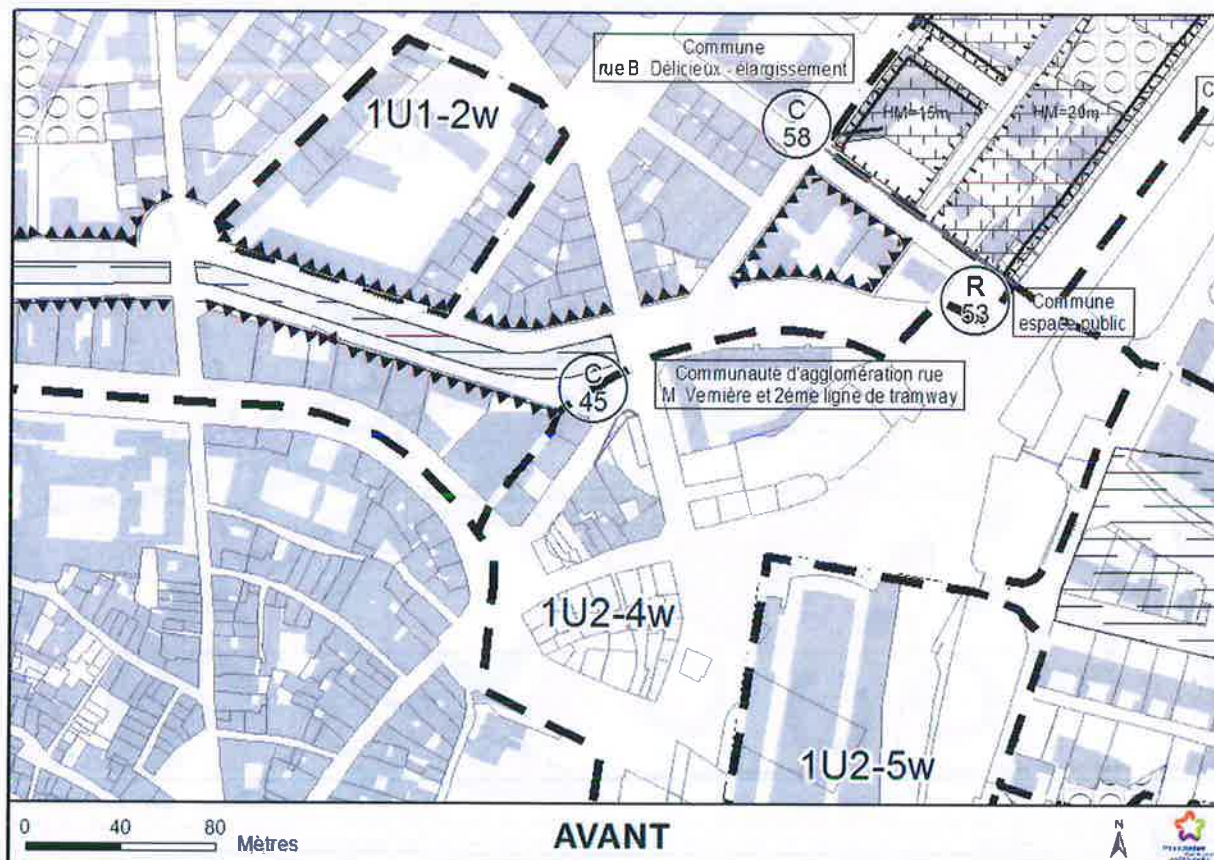 Commune
rue B Délicieux - élargissement
C
58
HM=15m
HM=20m
C
1U1-2w
R
53
Commune
espace public
C
45
Communauté d'agglomération rue
M Vernière et 2éme ligne de tramway
1U2-4w
1U2-5w
0 40 80 Mètres
AVANT
N